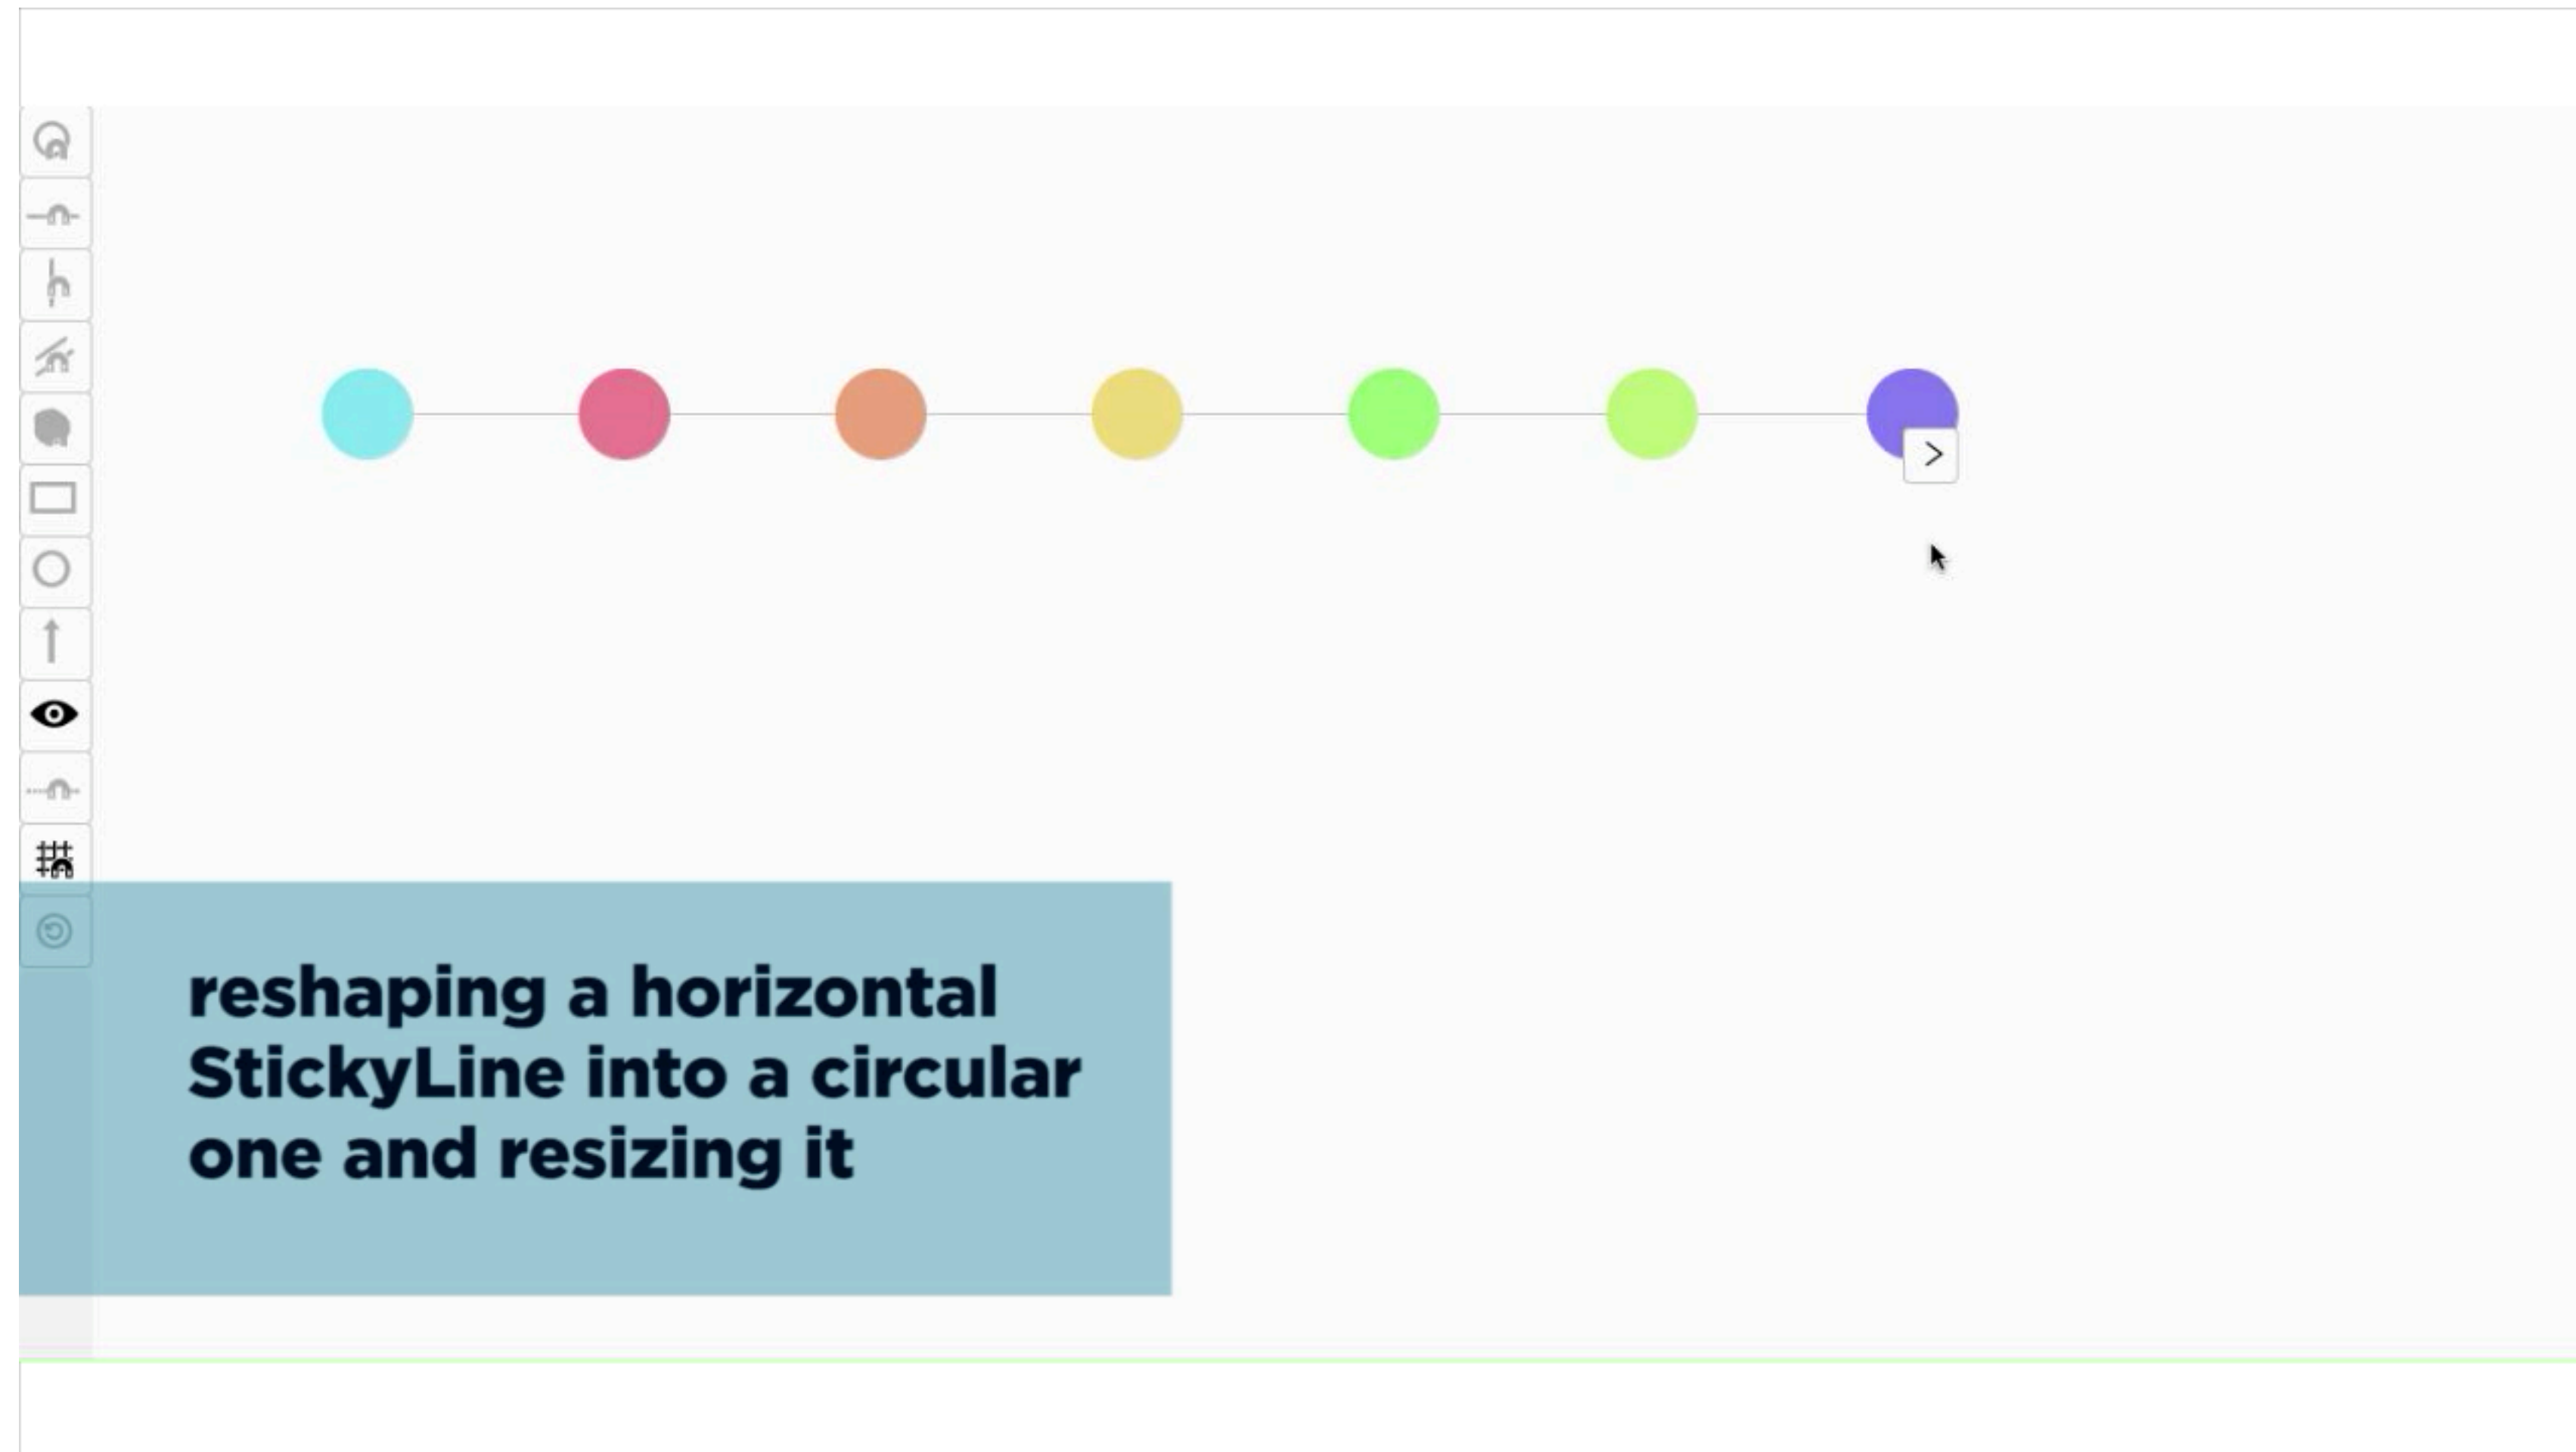 reshaping a horizontal
StickyLine into a circular
one and resizing it